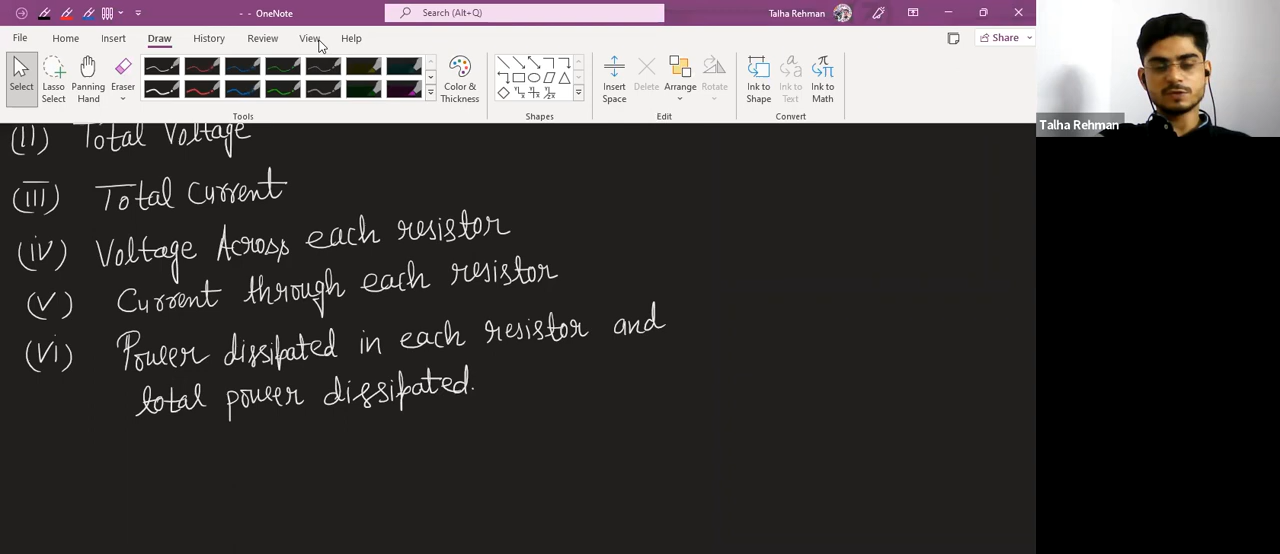 - - OneNote
Search (Alt+Q)
Talha Rehman
File Home Insert Draw History Review View Help
Share
Select
Lasso Select
Panning Hand
Eraser
Color & Thickness
Insert Space
Delete
Arrange
Rotate
Ink to Shape
Ink to Text
Ink to Math
Tools Shapes Edit Convert
Talha Rehman
(II) Total Voltage
(III) Total Current
(iv) Voltage Across each resistor
(v) Current through each resistor
(vi) Power dissipated in each resistor and
total power dissipated.